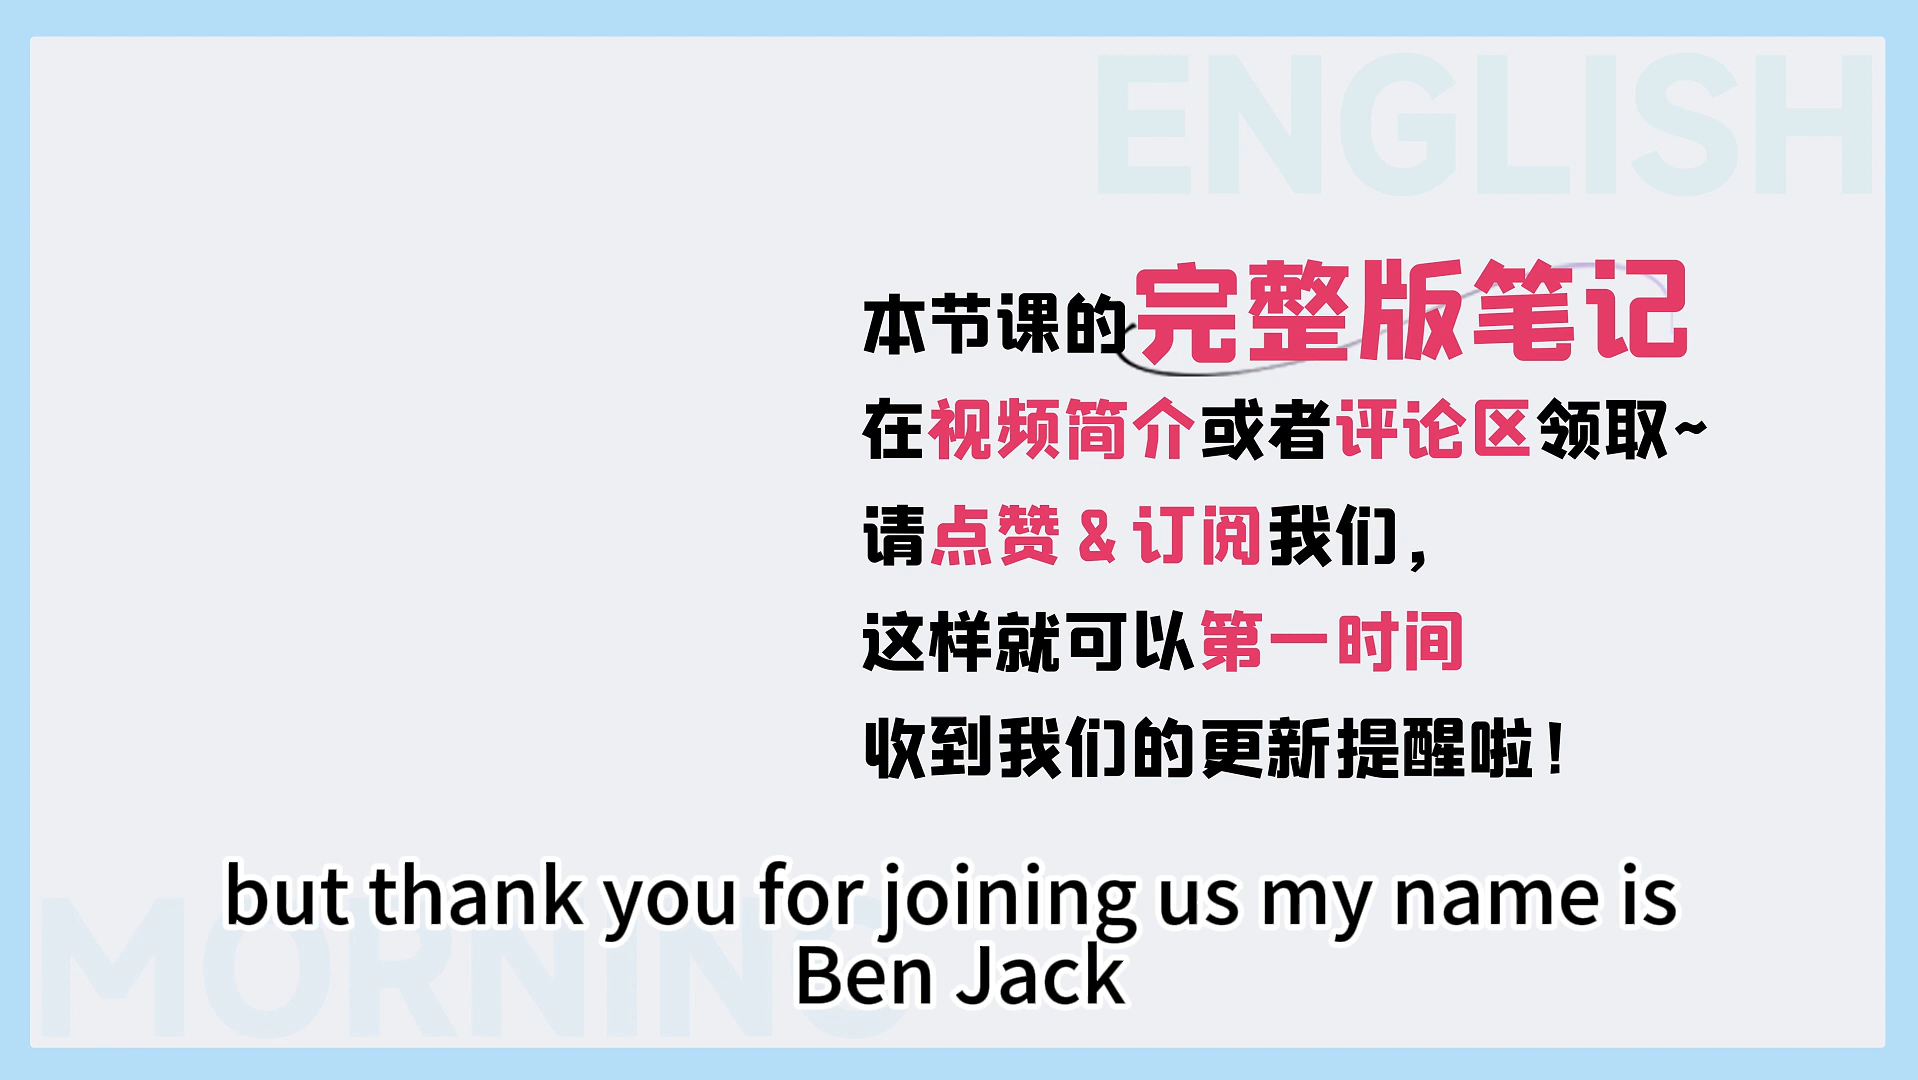 ENGLISH
本节课的完整版笔记
在视频简介或者评论区领取~
请点赞&订阅我们，
这样就可以第一时间
收到我们的更新提醒啦！
MORNING
but thank you for joining us my name is
Ben Jack